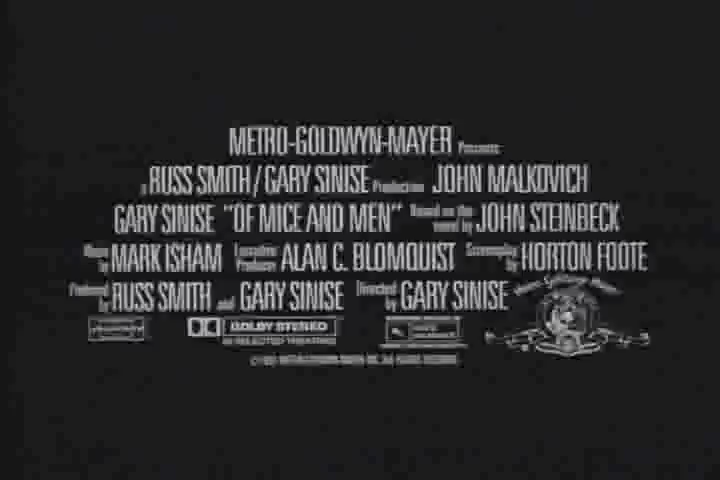 METRO-GOLDWYN-MAYER Presents
a RUSS SMITH / GARY SINISE Production JOHN MALKOVICH
GARY SINISE "OF MICE AND MEN" Based on the novel by JOHN STEINBECK
Music by MARK ISHAM Executive Producer ALAN C. BLOMQUIST Screenplay by HORTON FOOTE
Produced by RUSS SMITH and GARY SINISE Directed by GARY SINISE
DOLBY STEREO
IN SELECTED THEATRES